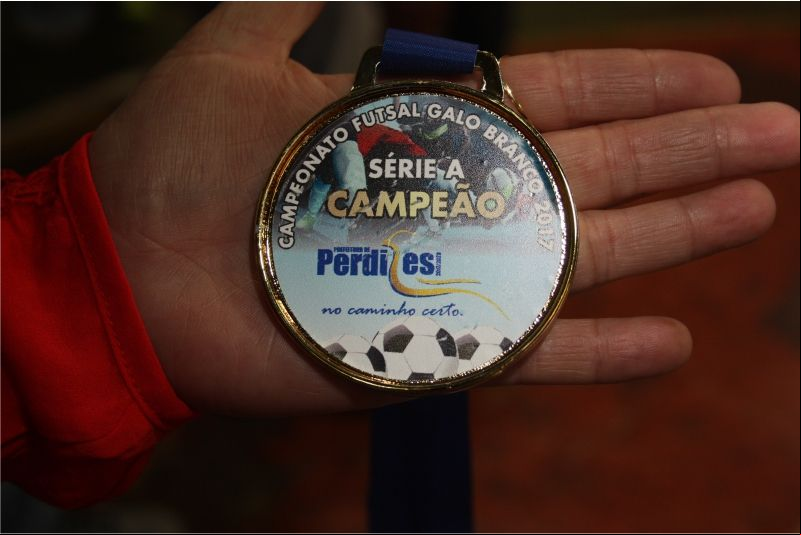 CAMPEONATO FUTSAL GALO BRANCO 2017
SÉRIE A
CAMPEÃO
PREFEITURA DE
Perdizes
no caminho certo.